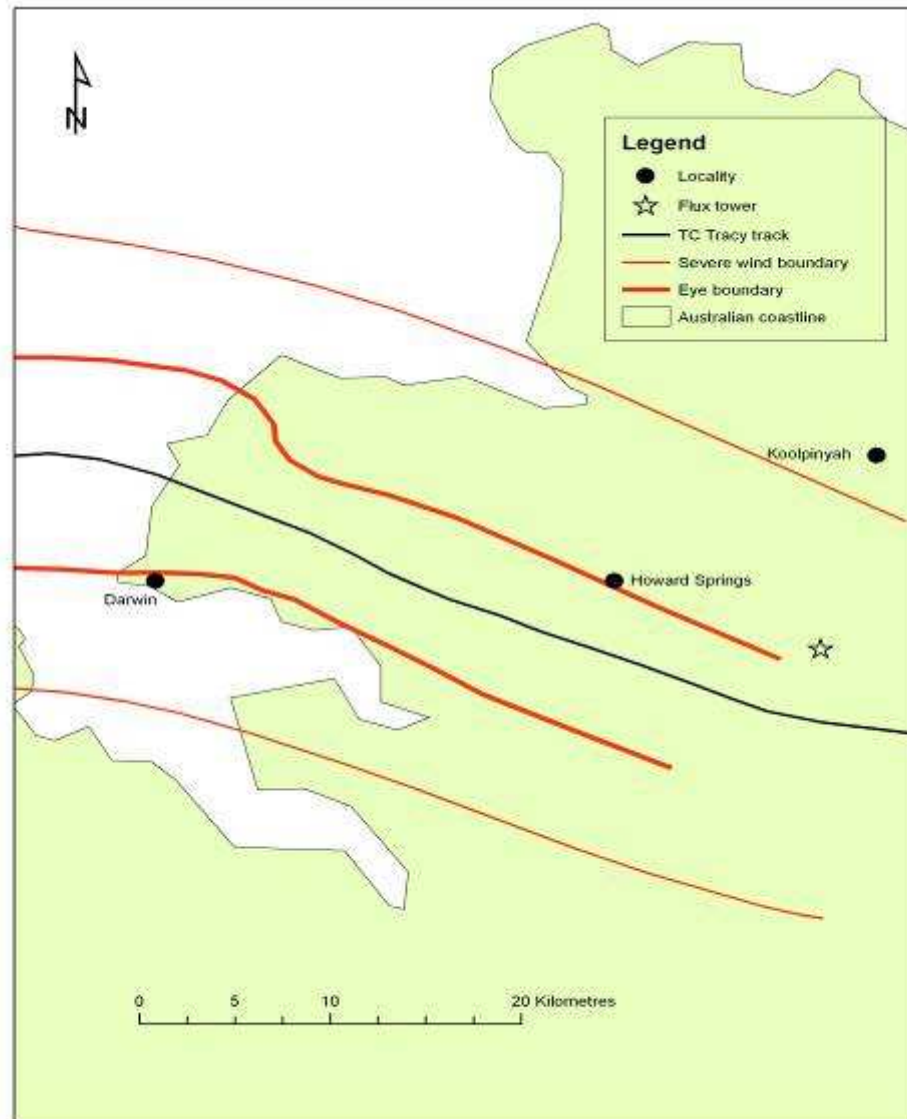 N
Legend
Locality
Flux tower
TC Tracy track
Severe wind boundary
Eye boundary
Australian coastline
Koolpinyah
Howard Springs
Darwin
0 5 10 20 Kilometres